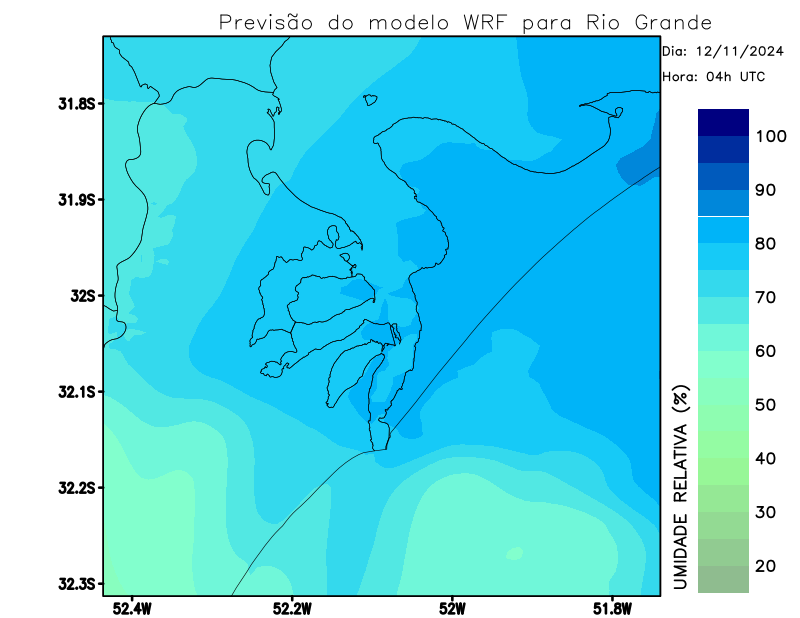 Previsão do modelo WRF para Rio Grande
Dia: 12/11/2024
Hora: 04h UTC
31.8S
31.9S
32S
32.1S
32.2S
32.3S
52.4W
52.2W
52W
51.8W
100
90
80
70
60
50
40
30
20
UMIDADE RELATIVA (%)